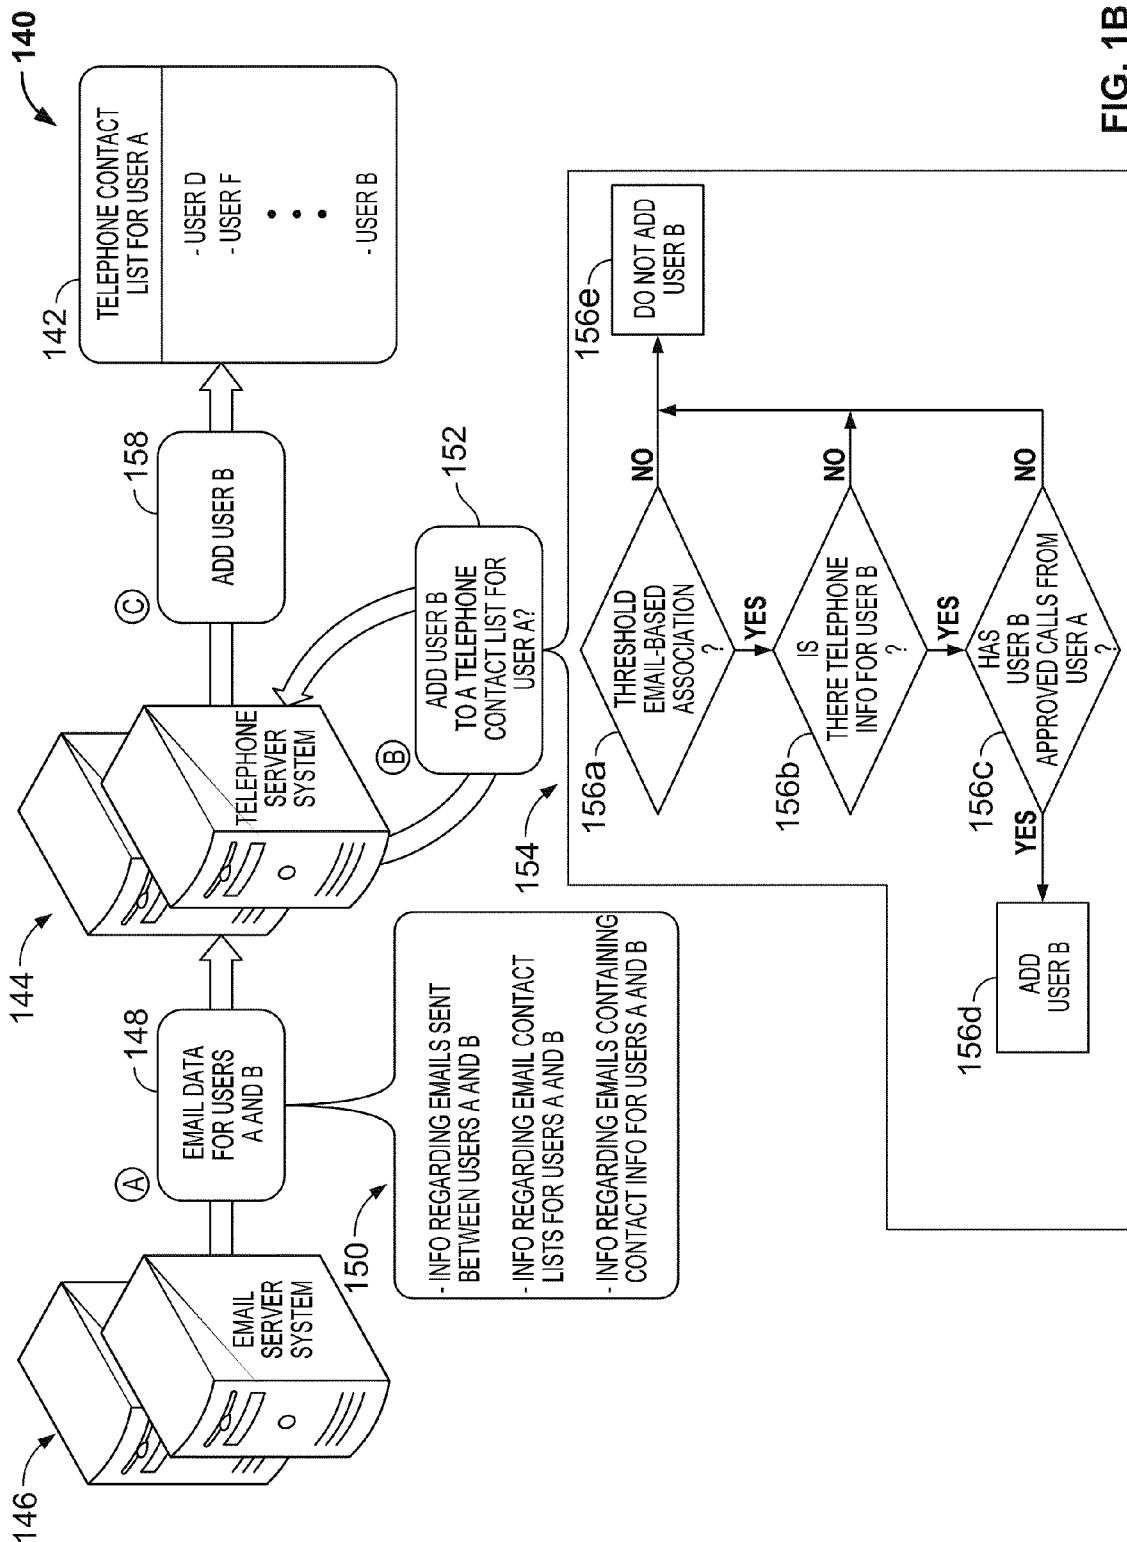 140
142
TELEPHONE CONTACT
LIST FOR USER A
- USER D
- USER F
- USER B
158
ADD USER B
C
144
TELEPHONE
SERVER
SYSTEM
148
EMAIL DATA
FOR USERS
A AND B
A
146
EMAIL
SERVER
SYSTEM
150
- INFO REGARDING EMAILS SENT
BETWEEN USERS A AND B
- INFO REGARDING EMAIL CONTACT
LISTS FOR USERS A AND B
- INFO REGARDING EMAILS CONTAINING
CONTACT INFO FOR USERS A AND B
B
152
ADD USER B
TO A TELEPHONE
CONTACT LIST FOR
USER A?
154
156a
THRESHOLD
EMAIL-BASED
ASSOCIATION
?
NO
YES
156e
DO NOT ADD
USER B
156b
IS
THERE TELEPHONE
INFO FOR USER B
?
NO
YES
156c
HAS
USER B
APPROVED CALLS FROM
USER A
?
NO
YES
156d
ADD
USER B
FIG. 1B